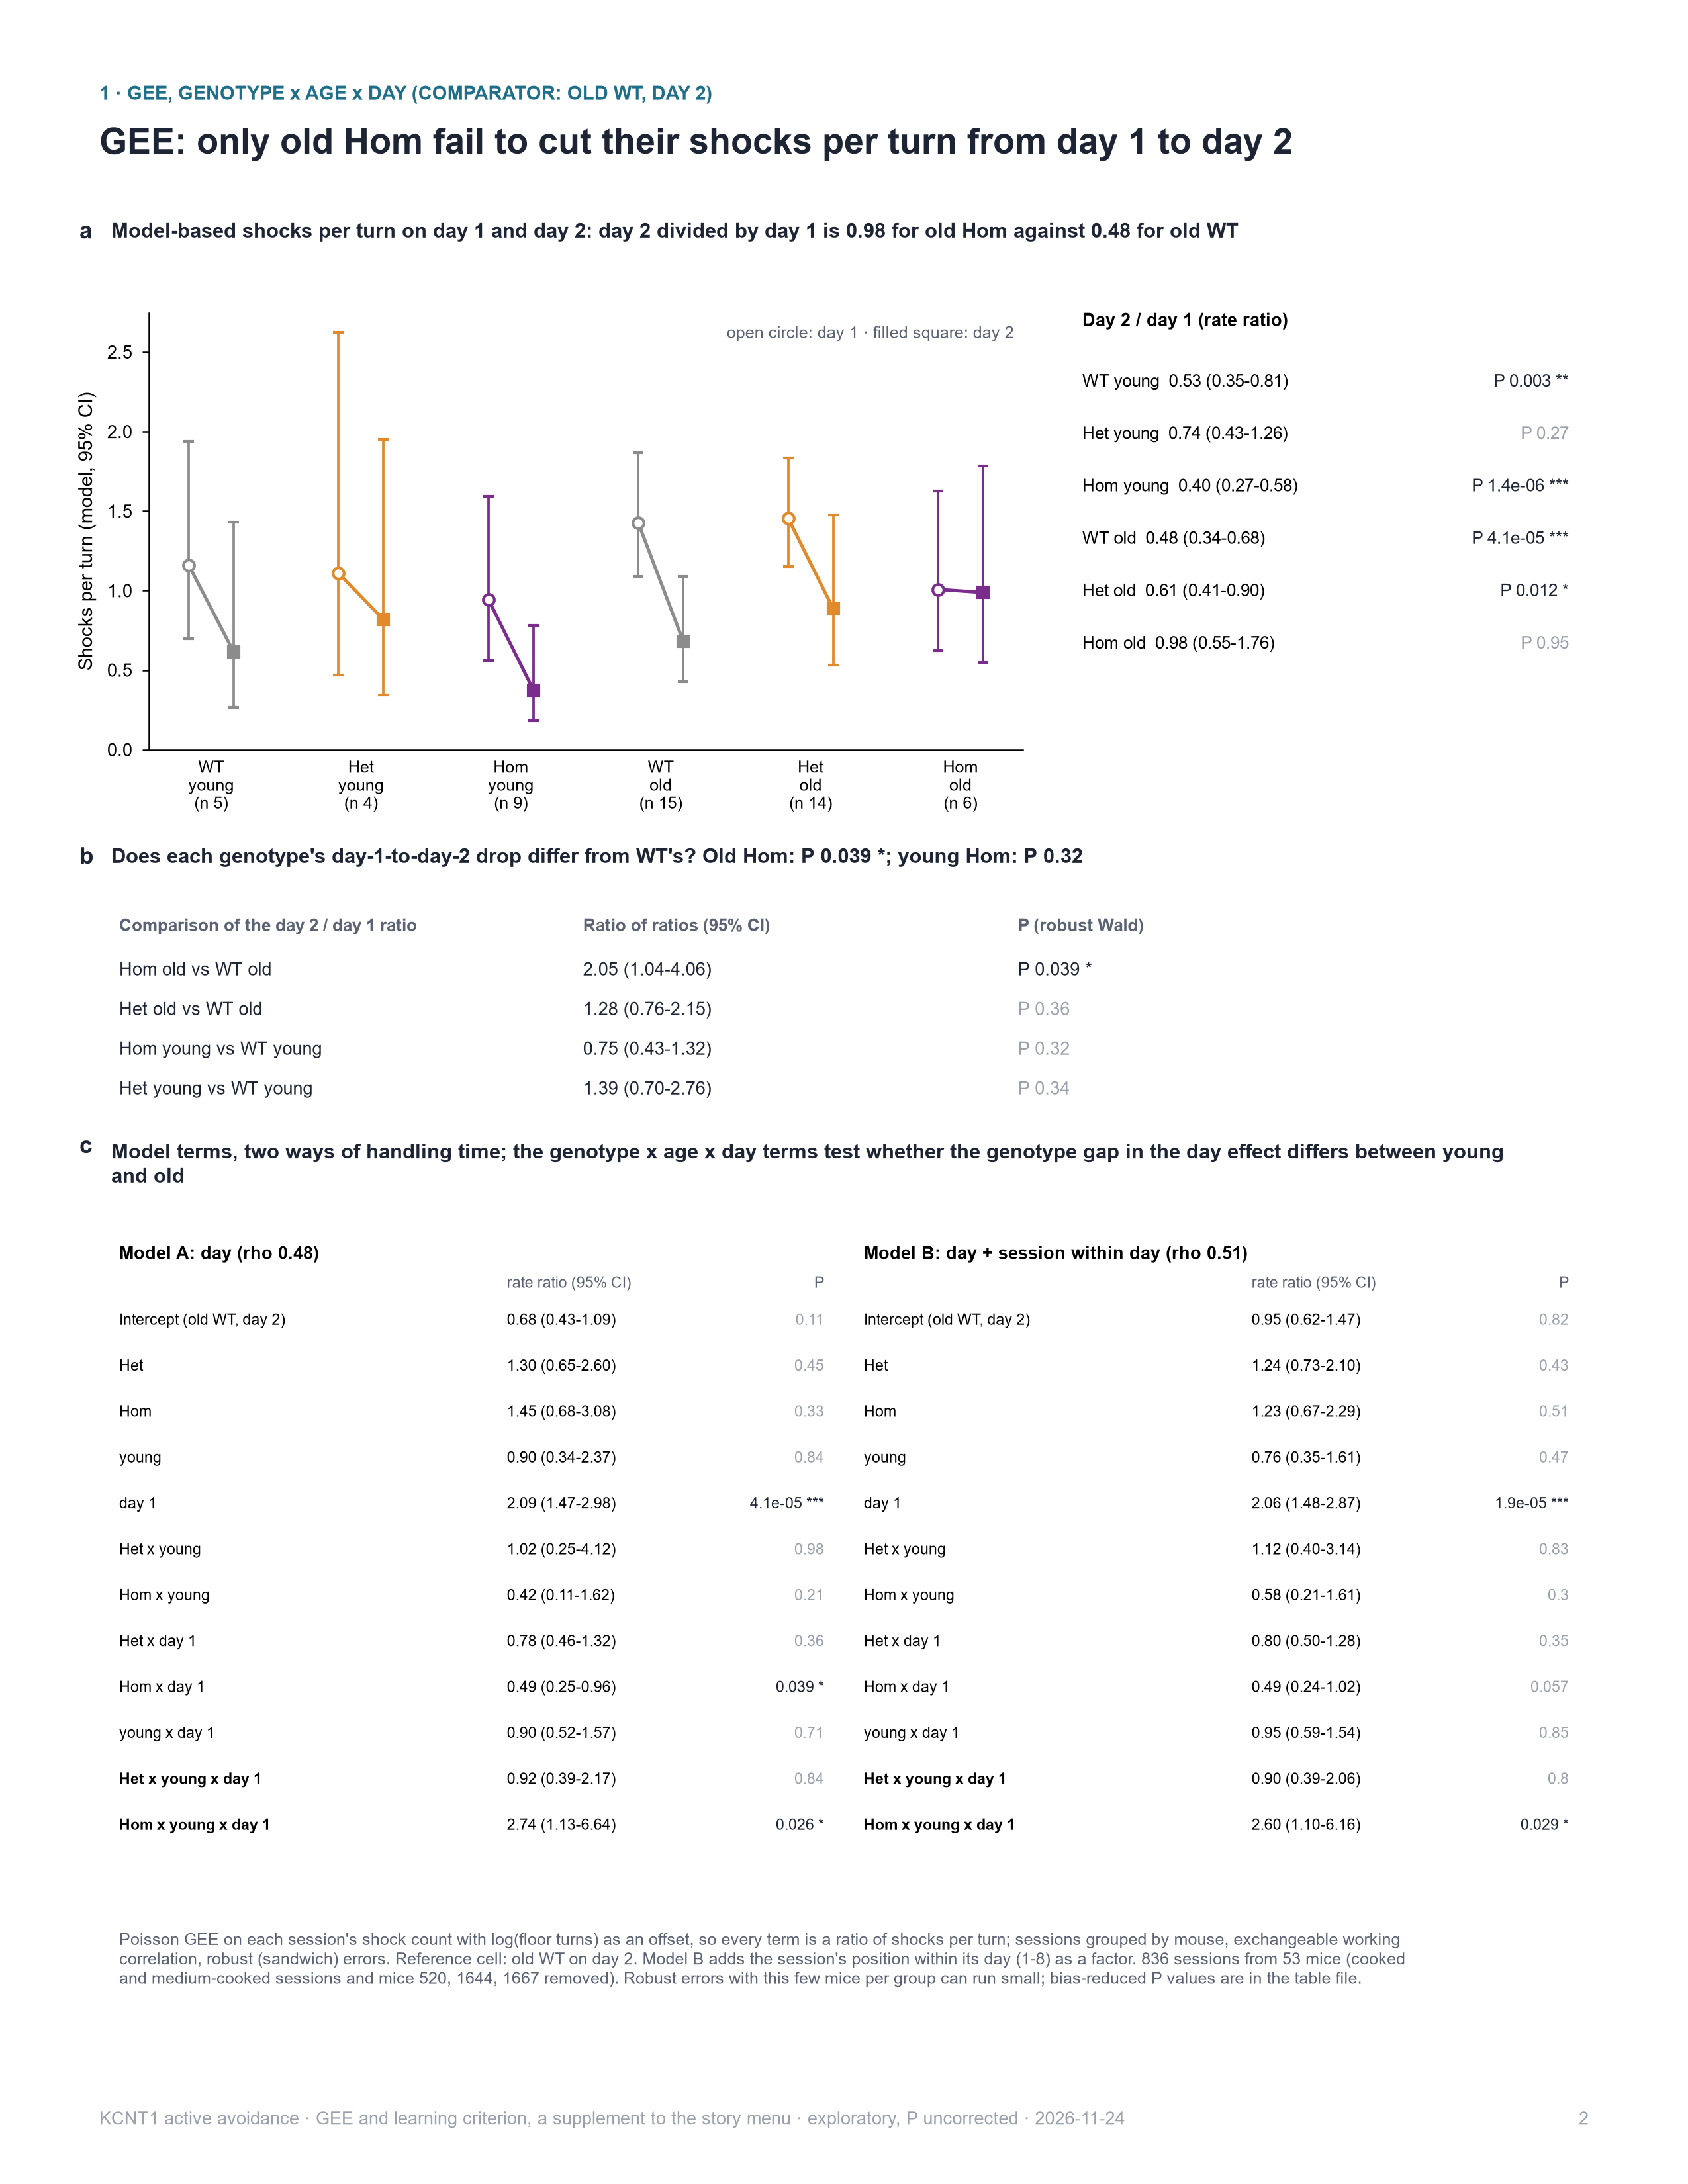 1 · GEE, GENOTYPE x AGE x DAY (COMPARATOR: OLD WT, DAY 2)
GEE: only old Hom fail to cut their shocks per turn from day 1 to day 2
a Model-based shocks per turn on day 1 and day 2: day 2 divided by day 1 is 0.98 for old Hom against 0.48 for old WT
open circle: day 1 · filled square: day 2
Shocks per turn (model, 95% CI)
2.5
2.0
1.5
1.0
0.5
0.0
WT young (n 5)
Het young (n 4)
Hom young (n 9)
WT old (n 15)
Het old (n 14)
Hom old (n 6)
Day 2 / day 1 (rate ratio)
WT young 0.53 (0.35-0.81) P 0.003 **
Het young 0.74 (0.43-1.26) P 0.27
Hom young 0.40 (0.27-0.58) P 1.4e-06 ***
WT old 0.48 (0.34-0.68) P 4.1e-05 ***
Het old 0.61 (0.41-0.90) P 0.012 *
Hom old 0.98 (0.55-1.76) P 0.95
b Does each genotype's day-1-to-day-2 drop differ from WT's? Old Hom: P 0.039 *; young Hom: P 0.32
Comparison of the day 2 / day 1 ratio Ratio of ratios (95% CI) P (robust Wald)
Hom old vs WT old 2.05 (1.04-4.06) P 0.039 *
Het old vs WT old 1.28 (0.76-2.15) P 0.36
Hom young vs WT young 0.75 (0.43-1.32) P 0.32
Het young vs WT young 1.39 (0.70-2.76) P 0.34
c Model terms, two ways of handling time; the genotype x age x day terms test whether the genotype gap in the day effect differs between young
and old
Model A: day (rho 0.48)
rate ratio (95% CI) P
Intercept (old WT, day 2) 0.68 (0.43-1.09) 0.11
Het 1.30 (0.65-2.60) 0.45
Hom 1.45 (0.68-3.08) 0.33
young 0.90 (0.34-2.37) 0.84
day 1 2.09 (1.47-2.98) 4.1e-05 ***
Het x young 1.02 (0.25-4.12) 0.98
Hom x young 0.42 (0.11-1.62) 0.21
Het x day 1 0.78 (0.46-1.32) 0.36
Hom x day 1 0.49 (0.25-0.96) 0.039 *
young x day 1 0.90 (0.52-1.57) 0.71
Het x young x day 1 0.92 (0.39-2.17) 0.84
Hom x young x day 1 2.74 (1.13-6.64) 0.026 *
Model B: day + session within day (rho 0.51)
rate ratio (95% CI) P
Intercept (old WT, day 2) 0.95 (0.62-1.47) 0.82
Het 1.24 (0.73-2.10) 0.43
Hom 1.23 (0.67-2.29) 0.51
young 0.76 (0.35-1.61) 0.47
day 1 2.06 (1.48-2.87) 1.9e-05 ***
Het x young 1.12 (0.40-3.14) 0.83
Hom x young 0.58 (0.21-1.61) 0.3
Het x day 1 0.80 (0.50-1.28) 0.35
Hom x day 1 0.49 (0.24-1.02) 0.057
young x day 1 0.95 (0.59-1.54) 0.85
Het x young x day 1 0.90 (0.39-2.06) 0.8
Hom x young x day 1 2.60 (1.10-6.16) 0.029 *
Poisson GEE on each session's shock count with log(floor turns) as an offset, so every term is a ratio of shocks per turn; sessions grouped by mouse, exchangeable working
correlation, robust (sandwich) errors. Reference cell: old WT on day 2. Model B adds the session's position within its day (1-8) as a factor. 836 sessions from 53 mice (cooked
and medium-cooked sessions and mice 520, 1644, 1667 removed). Robust errors with this few mice per group can run small; bias-reduced P values are in the table file.
KCNT1 active avoidance · GEE and learning criterion, a supplement to the story menu · exploratory, P uncorrected · 2026-11-24 2